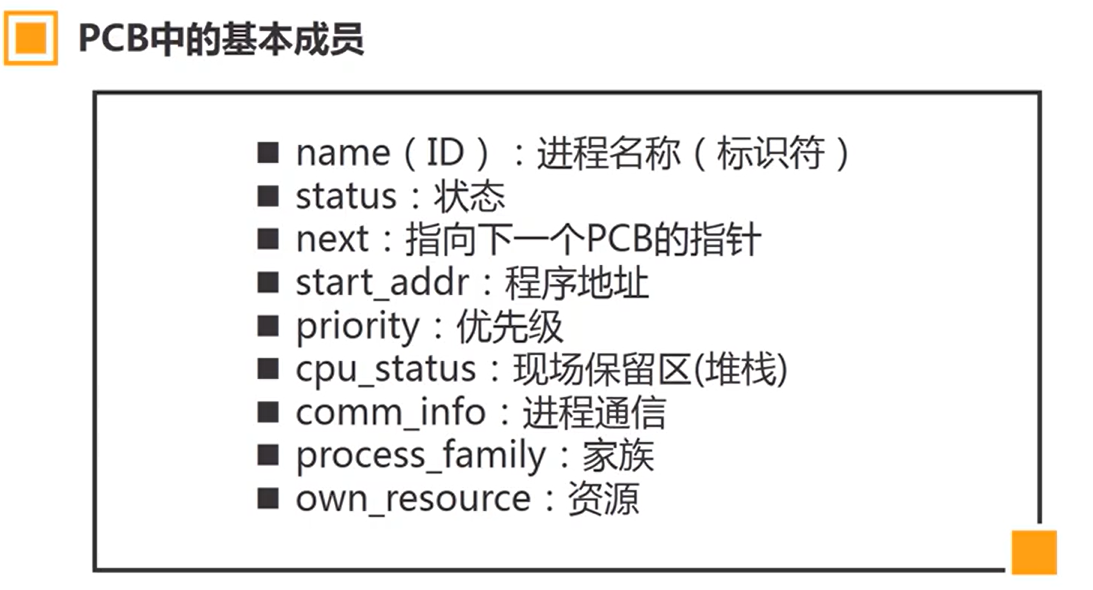 PCB中的基本成员
■ name（ID）：进程名称（标识符）
■ status：状态
■ next：指向下一个PCB的指针
■ start_addr：程序地址
■ priority：优先级
■ cpu_status：现场保留区(堆栈)
■ comm_info：进程通信
■ process_family：家族
■ own_resource：资源